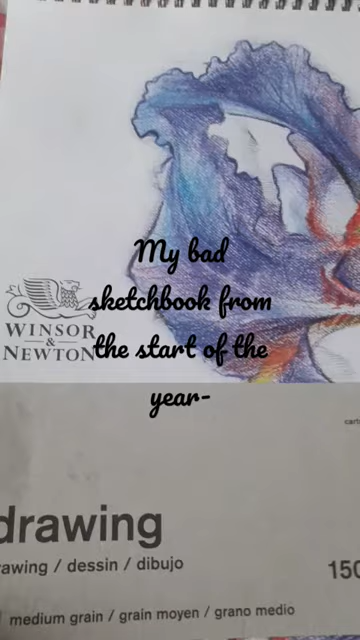 My bad
sketchbook from
the start of the
year-
WINSOR
&
NEWTON
drawing
/ dessin / dibujo
150
medium grain / grain moyen / grano medio